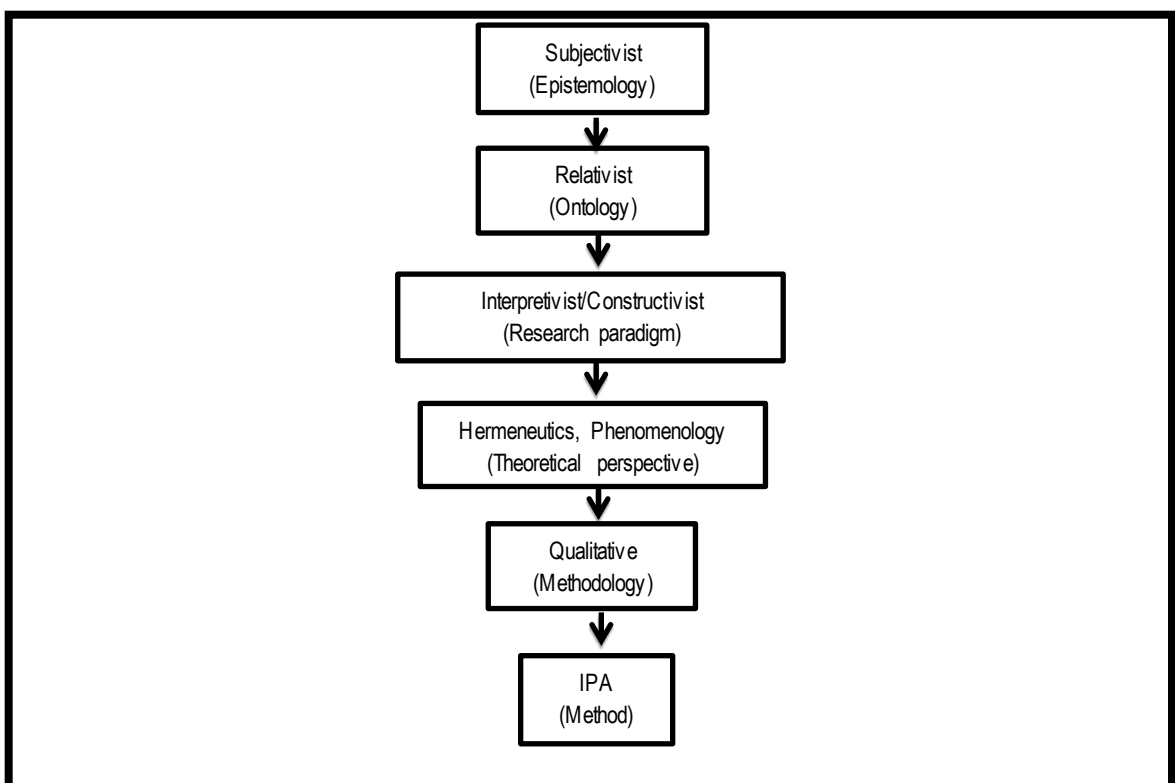 Subjectivist
(Epistemology)
Relativist
(Ontology)
Interpretivist/Constructivist
(Research paradigm)
Hermeneutics, Phenomenology
(Theoretical perspective)
Qualitative
(Methodology)
IPA
(Method)